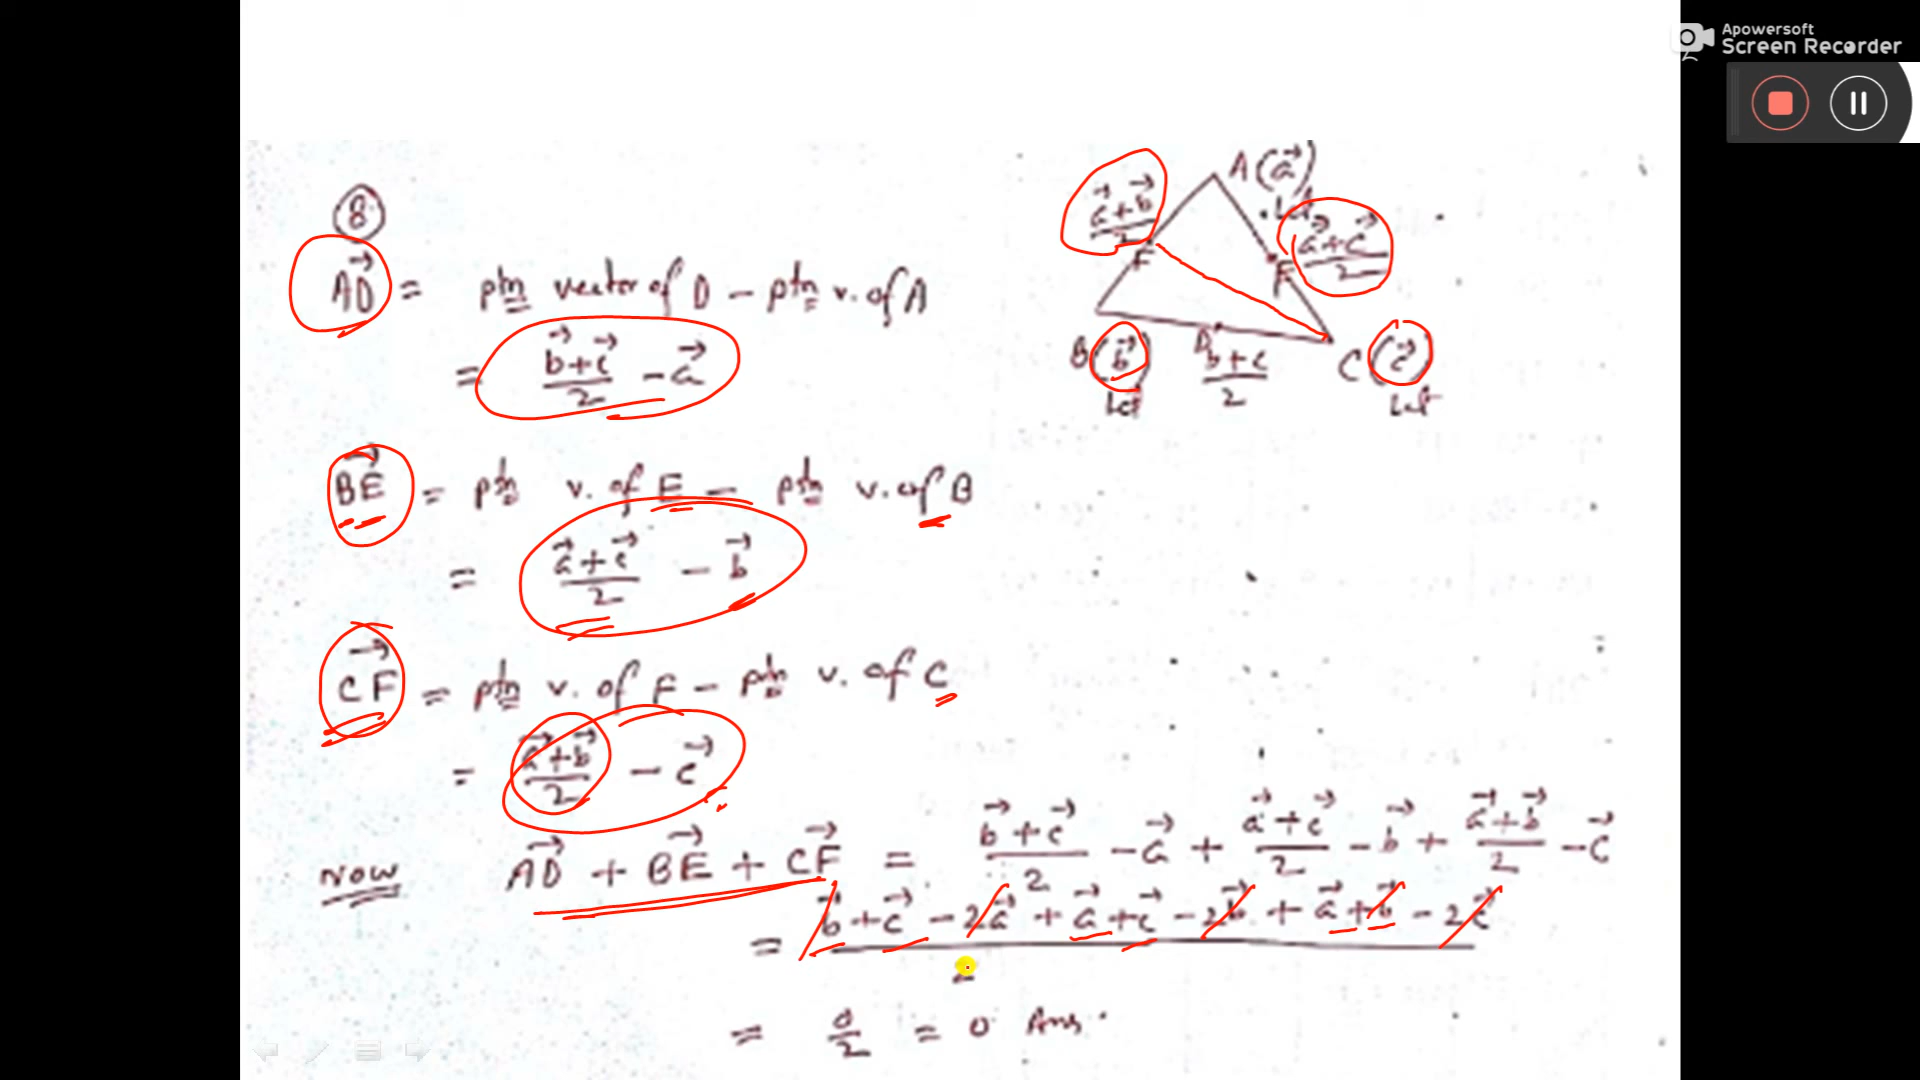 Apowersoft
Screen Recorder
8
A(a⃗)
Let
(a⃗+b⃗)/2
(a⃗+c⃗)/2
F
E
B(b⃗)
Let
D
(b+c)/2
C(c⃗)
Let
AD⃗ = ptn vector of D - ptn v. of A
= (b⃗+c⃗)/2 - a⃗
BE⃗ = ptn v. of E - ptn v. of B
= (a⃗+c⃗)/2 - b⃗
CF⃗ = ptn v. of F - ptn v. of C
= (a⃗+b⃗)/2 - c⃗
Now AD⃗ + BE⃗ + CF⃗ = (b⃗+c⃗)/2 - a⃗ + (a⃗+c⃗)/2 - b⃗ + (a⃗+b⃗)/2 - c⃗
= (b⃗+c⃗ - 2a⃗ + a⃗+c⃗ - 2b⃗ + a⃗+b⃗ - 2c⃗)/2
= 0/2 = 0 Ans.